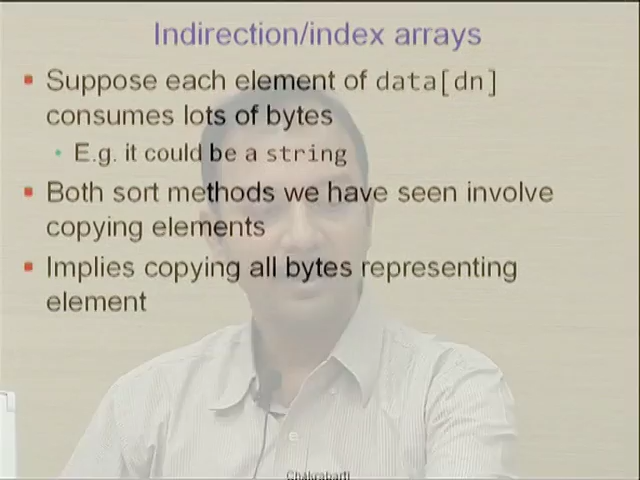 Indirection/index arrays
Suppose each element of data[dn]
consumes lots of bytes
E.g. it could be a string
Both sort methods we have seen involve
copying elements
Implies copying all bytes representing
element
Chakrabarti